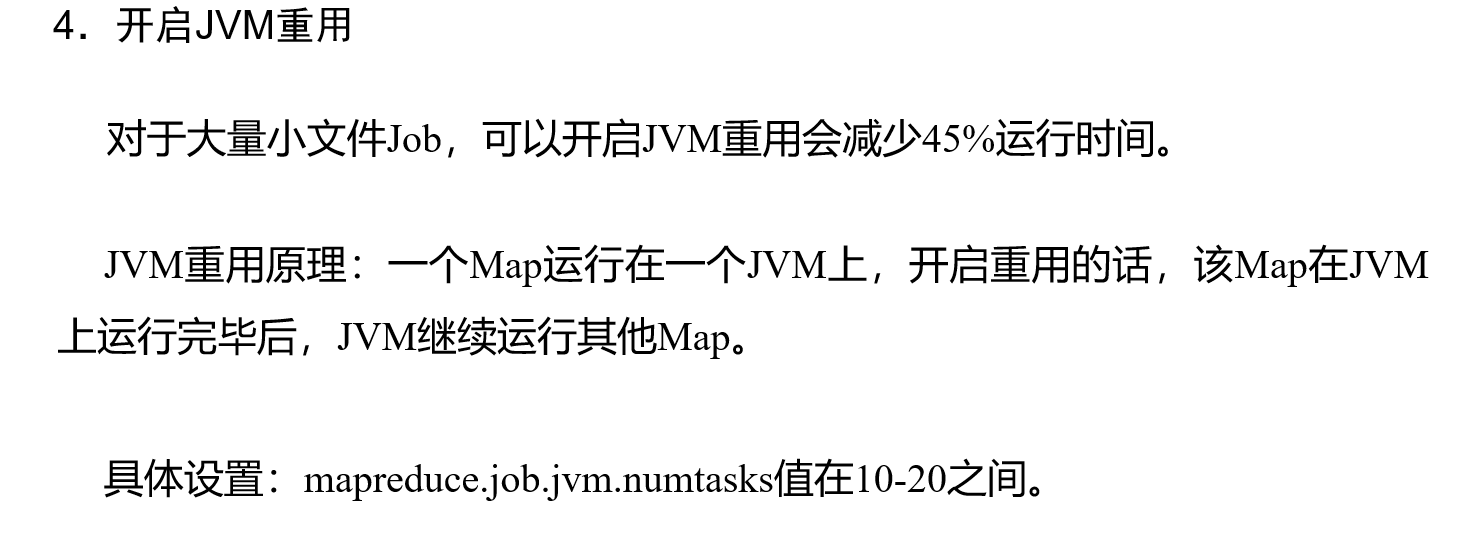 4．开启JVM重用
对于大量小文件Job，可以开启JVM重用会减少45%运行时间。
JVM重用原理：一个Map运行在一个JVM上，开启重用的话，该Map在JVM
上运行完毕后，JVM继续运行其他Map。
具体设置：mapreduce.job.jvm.numtasks值在10-20之间。